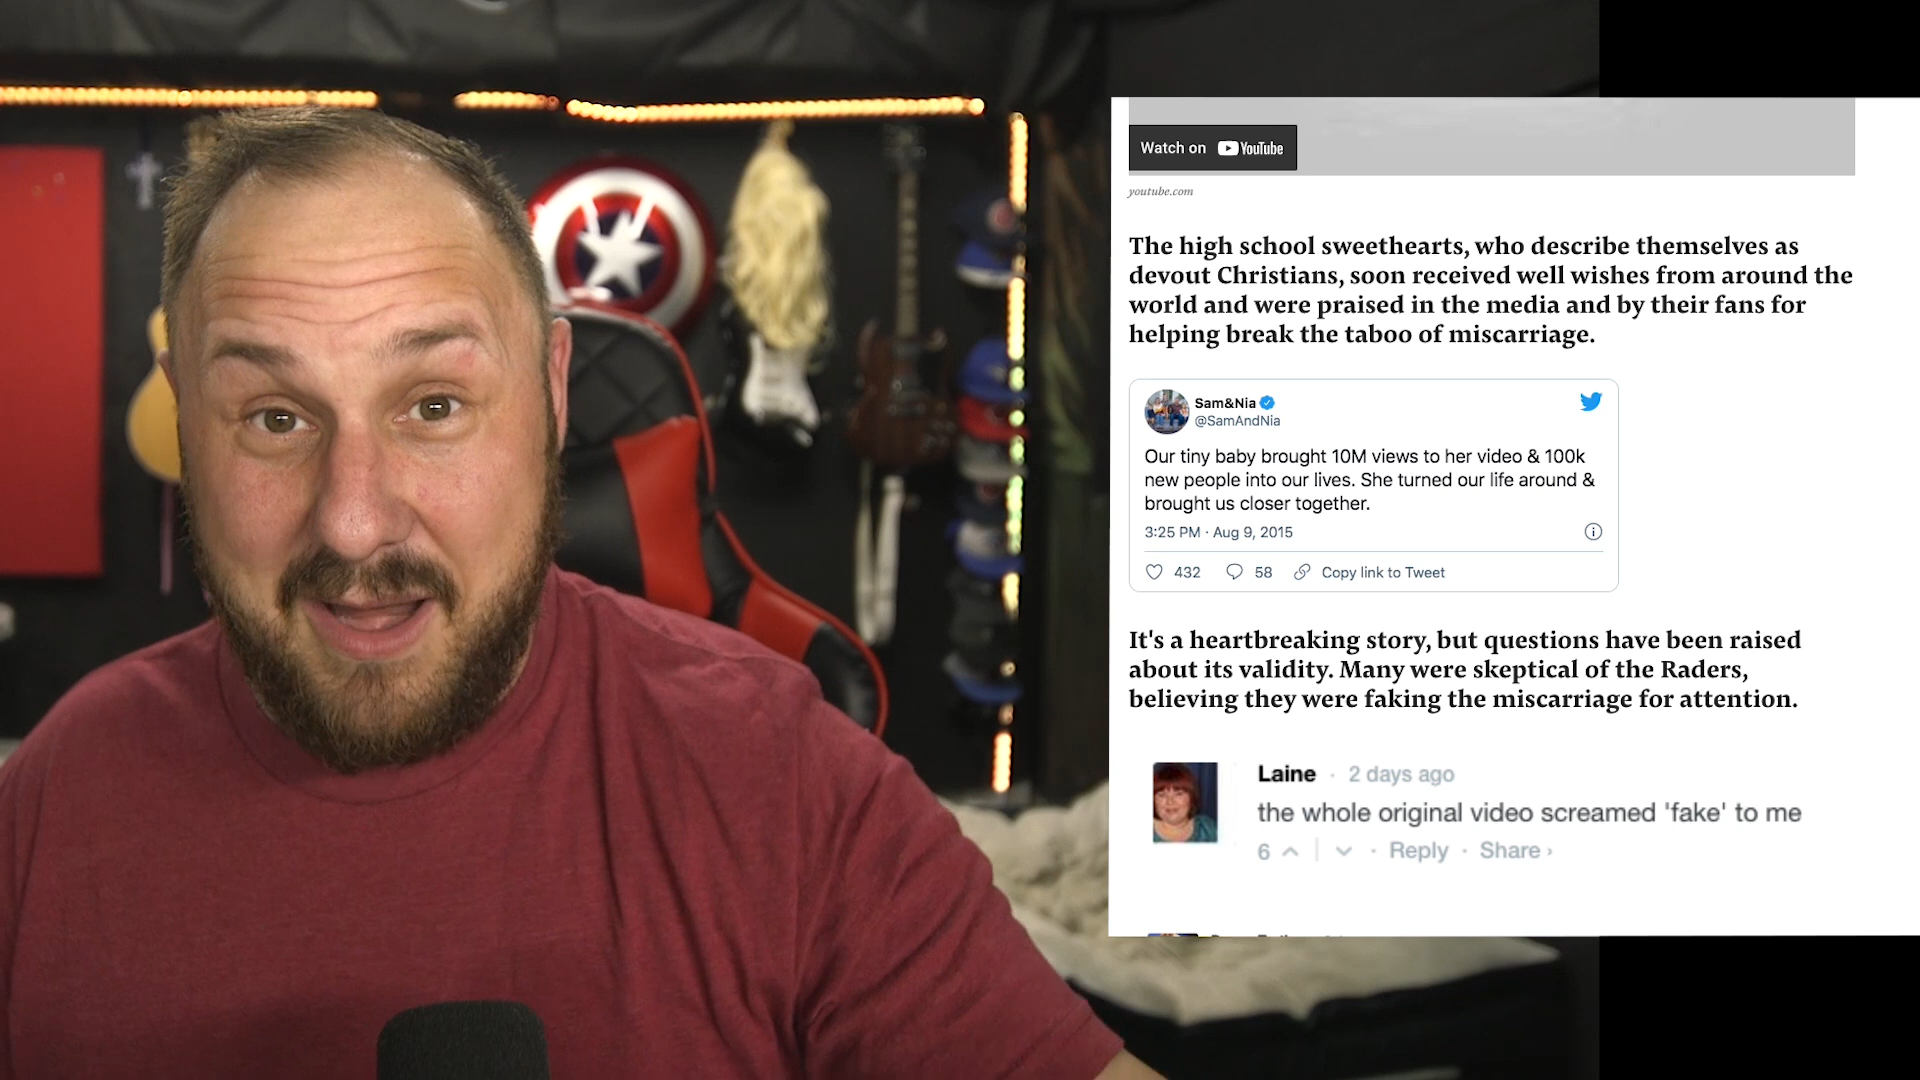 Watch on YouTube
youtube.com
The high school sweethearts, who describe themselves as
devout Christians, soon received well wishes from around the
world and were praised in the media and by their fans for
helping break the taboo of miscarriage.
Sam&Nia
@SamAndNia
Our tiny baby brought 10M views to her video & 100k
new people into our lives. She turned our life around &
brought us closer together.
3:25 PM · Aug 9, 2015
432 58 Copy link to Tweet
It's a heartbreaking story, but questions have been raised
about its validity. Many were skeptical of the Raders,
believing they were faking the miscarriage for attention.
Laine · 2 days ago
the whole original video screamed 'fake' to me
6 · Reply · Share ›